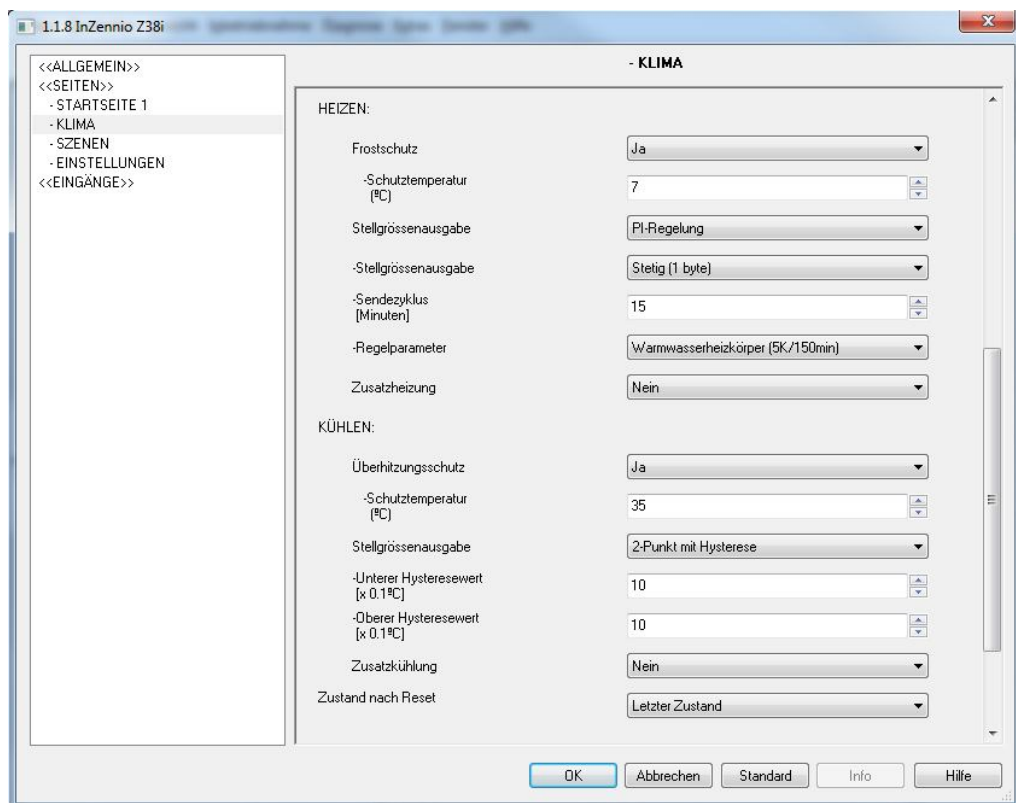 1.1.8 InZennio Z38i
- KLIMA
<<ALLGEMEIN>>
<<SEITEN>>
- STARTSEITE 1
- KLIMA
- SZENEN
- EINSTELLUNGEN
<<EINGÄNGE>>
HEIZEN:
Frostschutz
Ja
-Schutztemperatur
(ºC)
7
Stellgrössenausgabe
PI-Regelung
-Stellgrössenausgabe
Stetig (1 byte)
-Sendezyklus
[Minuten]
15
-Regelparameter
Warmwasserheizkörper (5K/150min)
Zusatzheizung
Nein
KÜHLEN:
Überhitzungsschutz
Ja
-Schutztemperatur
(ºC)
35
Stellgrössenausgabe
2-Punkt mit Hysterese
-Unterer Hysteresewert
[x 0.1ºC]
10
-Oberer Hysteresewert
[x 0.1ºC]
10
Zusatzkühlung
Nein
Zustand nach Reset
Letzter Zustand
OK
Abbrechen
Standard
Info
Hilfe